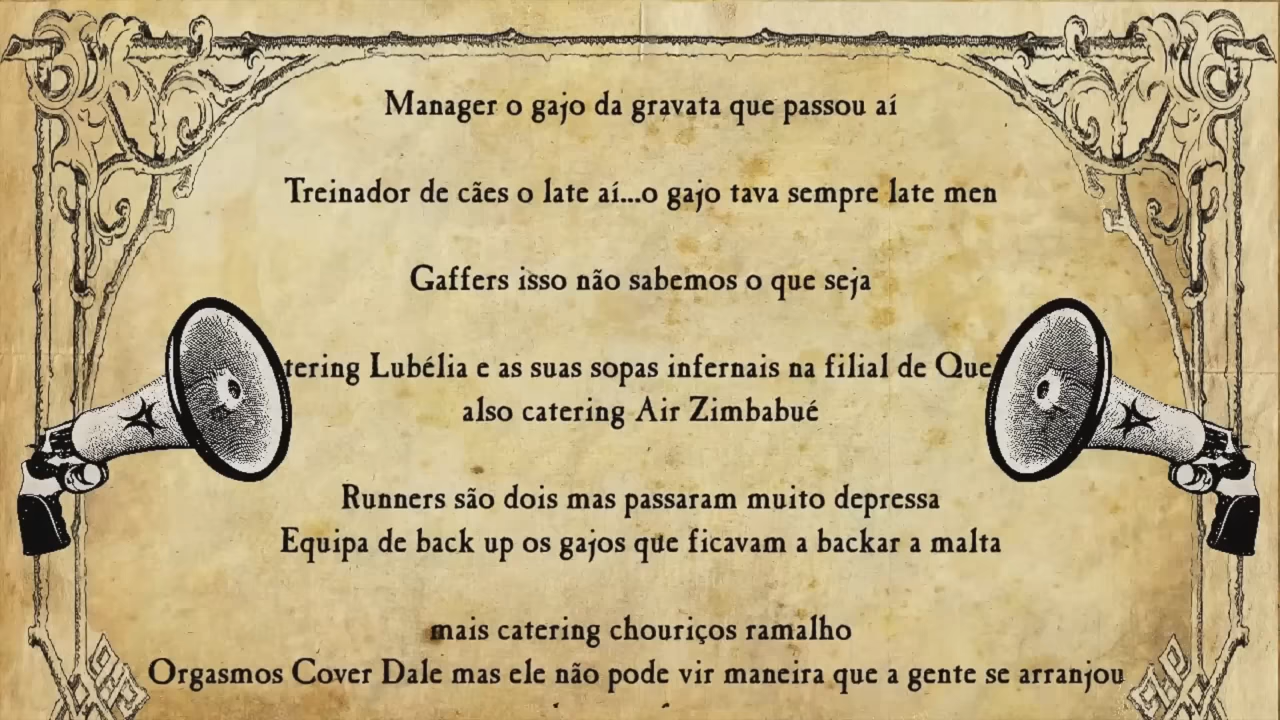 Manager o gajo da gravata que passou aí
Treinador de cães o late aí...o gajo tava sempre late men
Gaffers isso não sabemos o que seja
tering Lubélia e as suas sopas infernais na filial de Que
also catering Air Zimbabué
Runners são dois mas passaram muito depressa
Equipa de back up os gajos que ficavam a backar a malta
mais catering chouriços ramalho
Orgasmos Cover Dale mas ele não pode vir maneira que a gente se arranjou